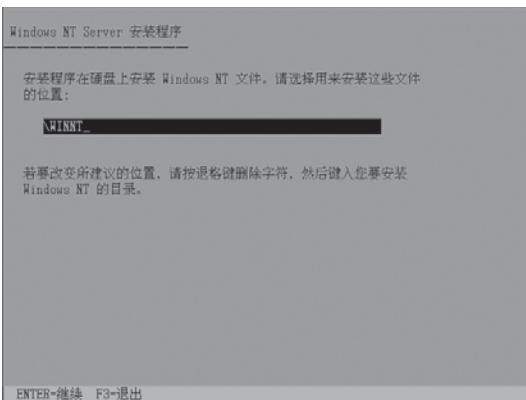 Windows NT Server 安装程序
安装程序在硬盘上安装 Windows NT 文件。请选择用来安装这些文件
的位置:
\WINNT_
若要改变所建议的位置，请按退格键删除字符，然后键入您要安装
Windows NT 的目录。
ENTER=继续 F3=退出